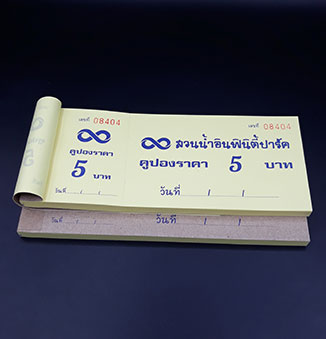 เลขที่ 08404
คูปองราคา
5 บาท
วันที่ / /
เลขที่ 08404
สวนน้ำอินฟินิตี้ปาร์ค
คูปองราคา 5 บาท
วันที่ / /
วันที่ / /
วันที่ / /